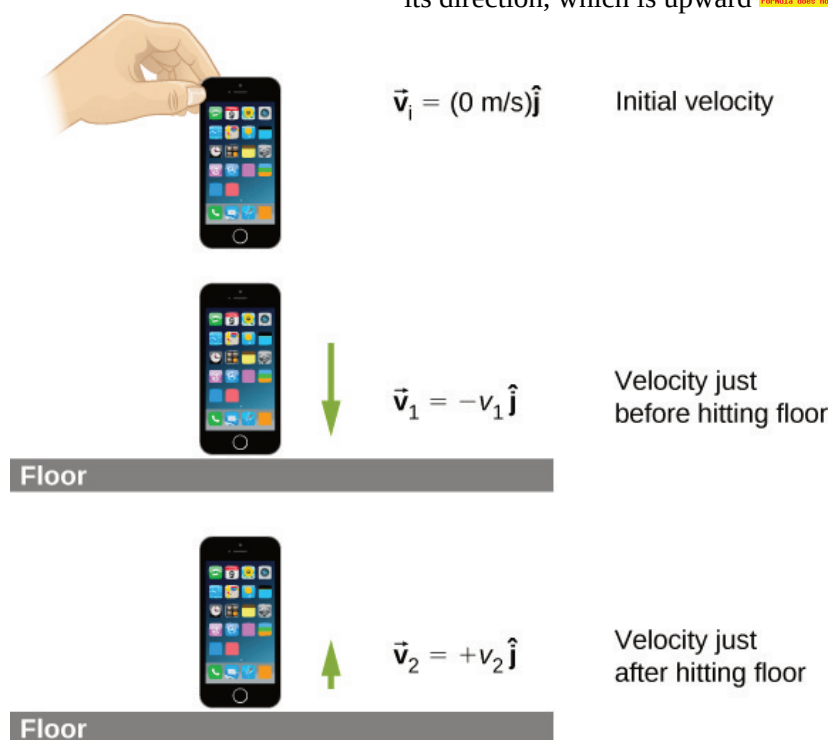 its direction, which is upward
v⃗ᵢ = (0 m/s)ĵ
Initial velocity
v⃗₁ = −v₁ĵ
Velocity just
before hitting floor
Floor
v⃗₂ = +v₂ĵ
Velocity just
after hitting floor
Floor